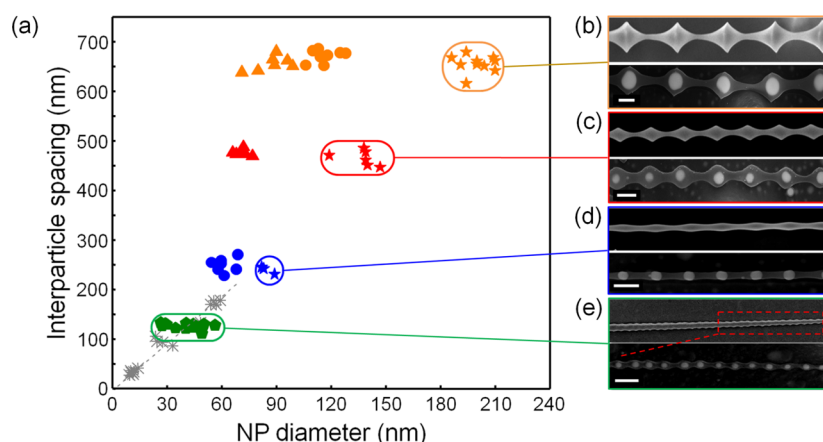 (a)
700
600
500
400
300
200
100
0
Interparticle spacing (nm)
0 30 60 90 120 150 180 210 240
NP diameter (nm)
(b)
(c)
(d)
(e)